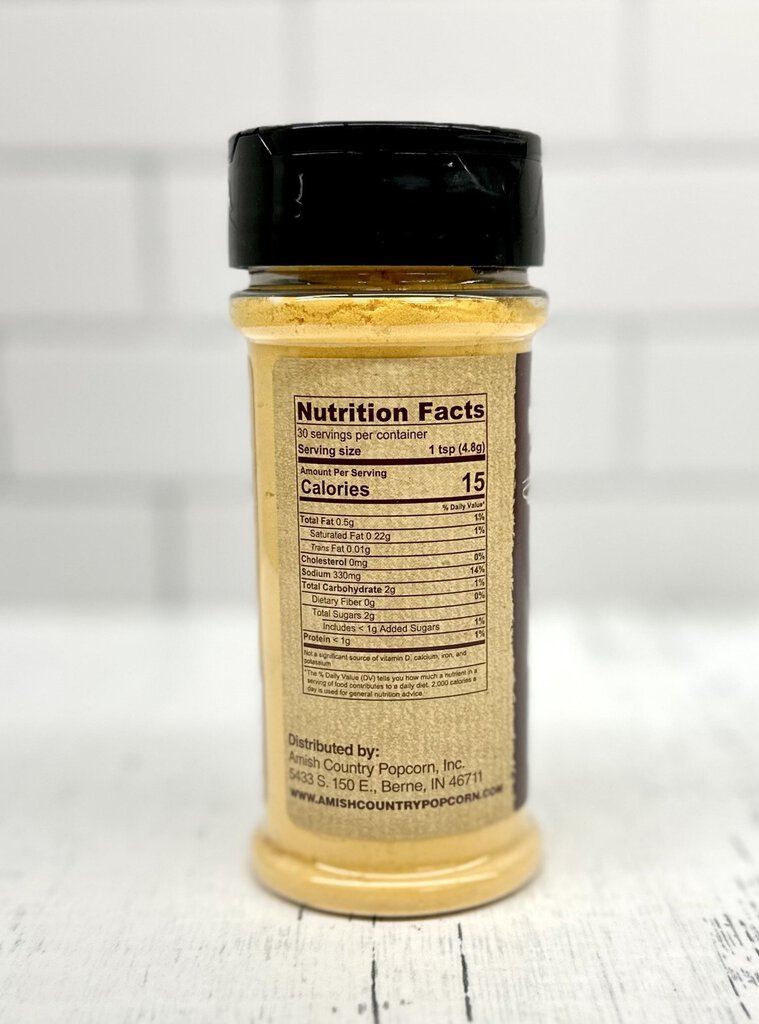 Nutrition Facts
30 servings per container
Serving size 1 tsp (4.8g)
Amount Per Serving
Calories 15
% Daily Value*
Total Fat 0.5g 1%
Saturated Fat 0.22g 1%
Trans Fat 0.01g
Cholesterol 0mg 0%
Sodium 330mg 14%
Total Carbohydrate 2g 1%
Dietary Fiber 0g 0%
Total Sugars 2g
Includes < 1g Added Sugars 1%
Protein < 1g 1%
Not a significant source of vitamin D, calcium, iron, and
potassium
*The % Daily Value (DV) tells you how much a nutrient in a
serving of food contributes to a daily diet. 2,000 calories a
day is used for general nutrition advice.
Distributed by:
Amish Country Popcorn, Inc.
5433 S. 150 E., Berne, IN 46711
WWW.AMISHCOUNTRYPOPCORN.COM